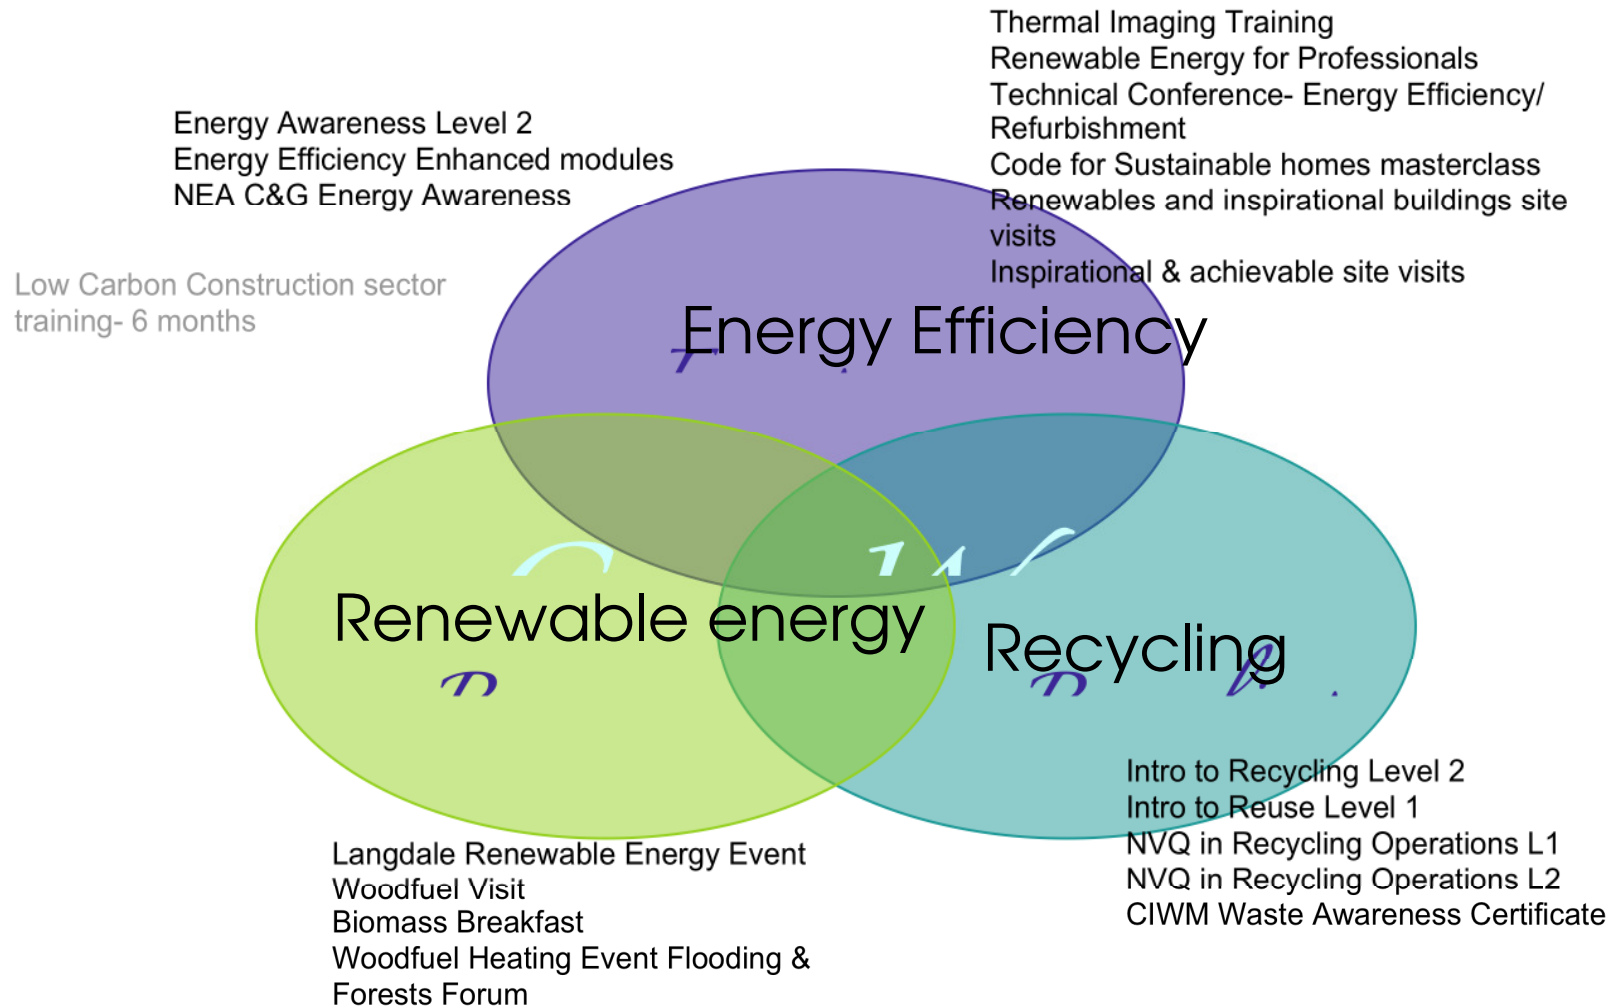 Thermal Imaging Training
Renewable Energy for Professionals
Technical Conference- Energy Efficiency/
Refurbishment
Code for Sustainable homes masterclass
Renewables and inspirational buildings site
visits
Inspirational & achievable site visits
Energy Awareness Level 2
Energy Efficiency Enhanced modules
NEA C&G Energy Awareness
Low Carbon Construction sector
training- 6 months
Energy Efficiency
Renewable energy
Recycling
Intro to Recycling Level 2
Intro to Reuse Level 1
NVQ in Recycling Operations L1
NVQ in Recycling Operations L2
CIWM Waste Awareness Certificate
Langdale Renewable Energy Event
Woodfuel Visit
Biomass Breakfast
Woodfuel Heating Event Flooding &
Forests Forum